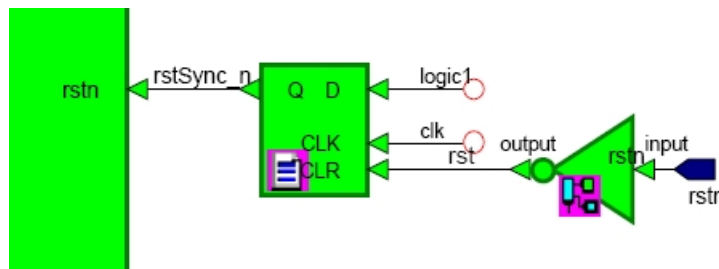 rstn
rstSync_n
Q D
CLK
CLR
logic1
clk
rst
output
rstn
input
rstn